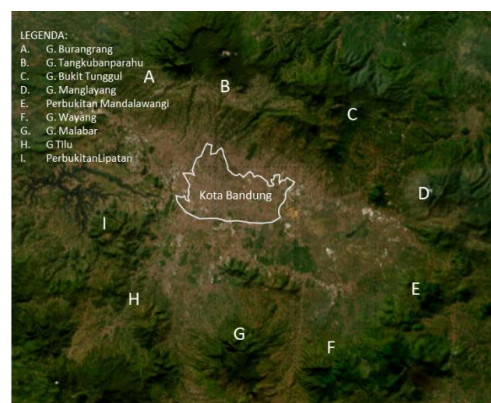 LEGENDA:
A. G. Burangrang
B. G. Tangkubanparahu
C. G. Bukit Tunggul
D. G. Manglayang
E. Perbukitan Mandalawangi
F. G. Wayang
G. G. Malabar
H. G Tilu
I. PerbukitanLipatan
A
B
C
Kota Bandung
D
I
E
H
G
F